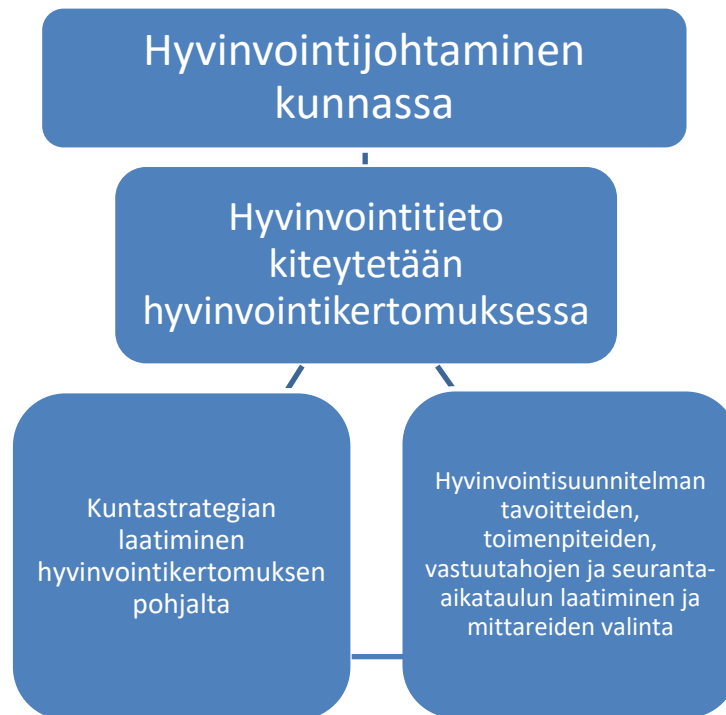 Hyvinvointijohtaminen
kunnassa
Hyvinvointitieto
kiteytetään
hyvinvointikertomuksessa
Kuntastrategian
laatiminen
hyvinvointikertomuksen
pohjalta
Hyvinvointisuunnitelman
tavoitteiden,
toimenpiteiden,
vastuutahojen ja seuranta-
aikataulun laatiminen ja
mittareiden valinta